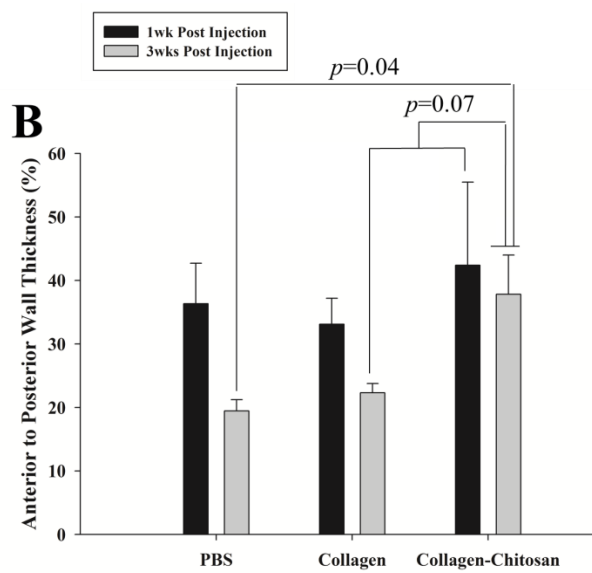 1wk Post Injection
3wks Post Injection
p=0.04
p=0.07
B
Anterior to Posterior Wall Thickness (%)
60
50
40
30
20
10
0
PBS Collagen Collagen-Chitosan